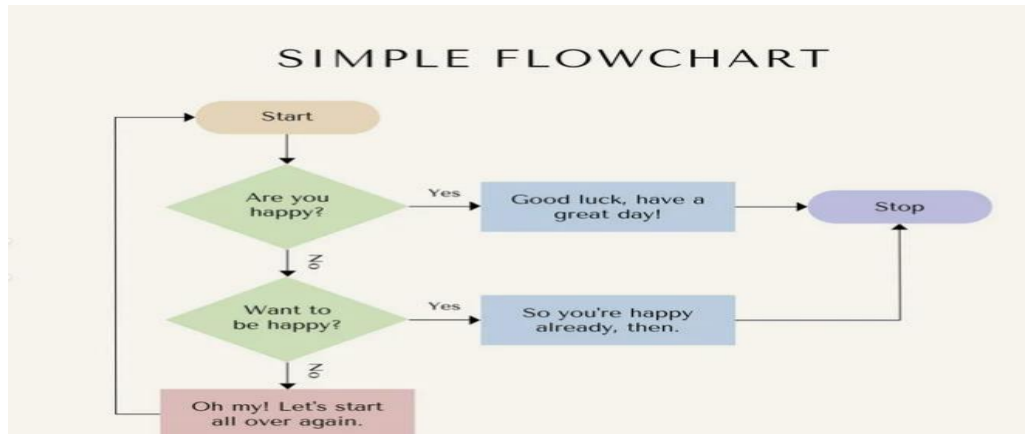 SIMPLE FLOWCHART
Start
Are you
happy?
Yes
Good luck, have a
great day!
Stop
No
Want to
be happy?
Yes
So you're happy
already, then.
No
Oh my! Let's start
all over again.